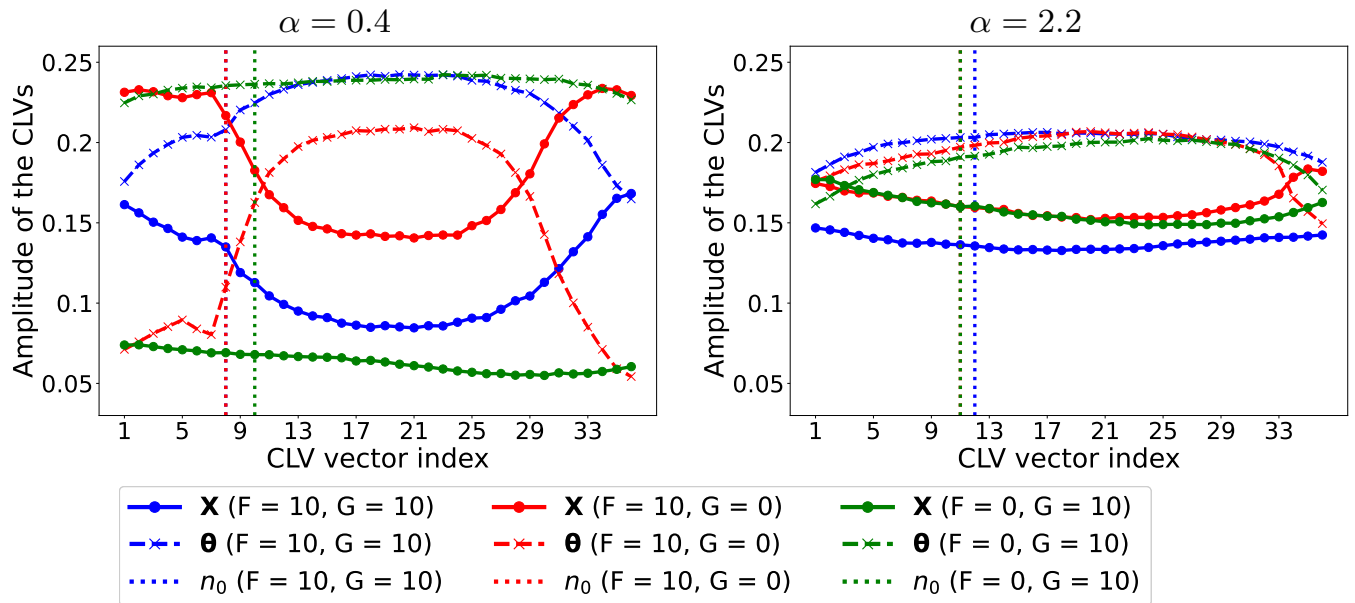 α = 0.4
α = 2.2
Amplitude of the CLVs
0.25
0.2
0.15
0.1
0.05
1 5 9 13 17 21 25 29 33
CLV vector index
Amplitude of the CLVs
0.25
0.2
0.15
0.1
0.05
1 5 9 13 17 21 25 29 33
CLV vector index
X (F = 10, G = 10) X (F = 10, G = 0) X (F = 0, G = 10)
θ (F = 10, G = 10) θ (F = 10, G = 0) θ (F = 0, G = 10)
n₀ (F = 10, G = 10) n₀ (F = 10, G = 0) n₀ (F = 0, G = 10)